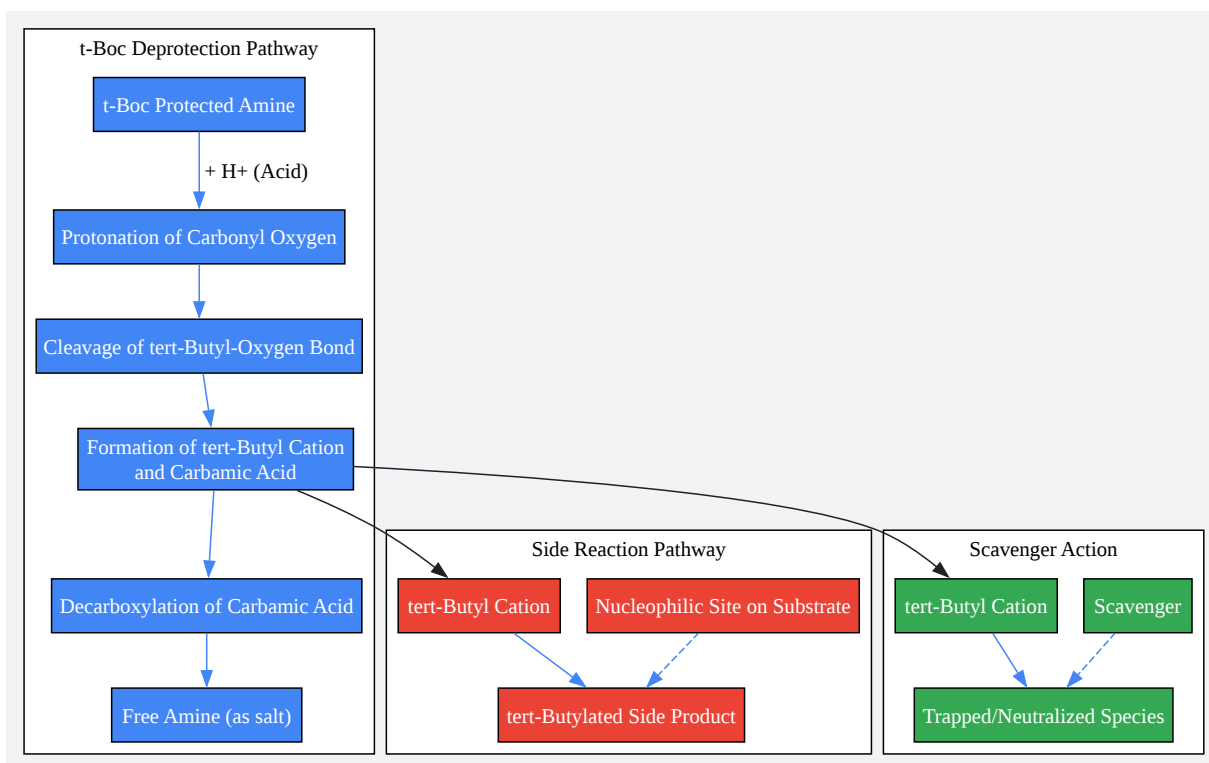 t-Boc Deprotection Pathway
t-Boc Protected Amine
+ H+ (Acid)
Protonation of Carbonyl Oxygen
Cleavage of tert-Butyl-Oxygen Bond
Formation of tert-Butyl Cation
and Carbamic Acid
Decarboxylation of Carbamic Acid
Free Amine (as salt)
Side Reaction Pathway
tert-Butyl Cation
Nucleophilic Site on Substrate
tert-Butylated Side Product
Scavenger Action
tert-Butyl Cation
Scavenger
Trapped/Neutralized Species